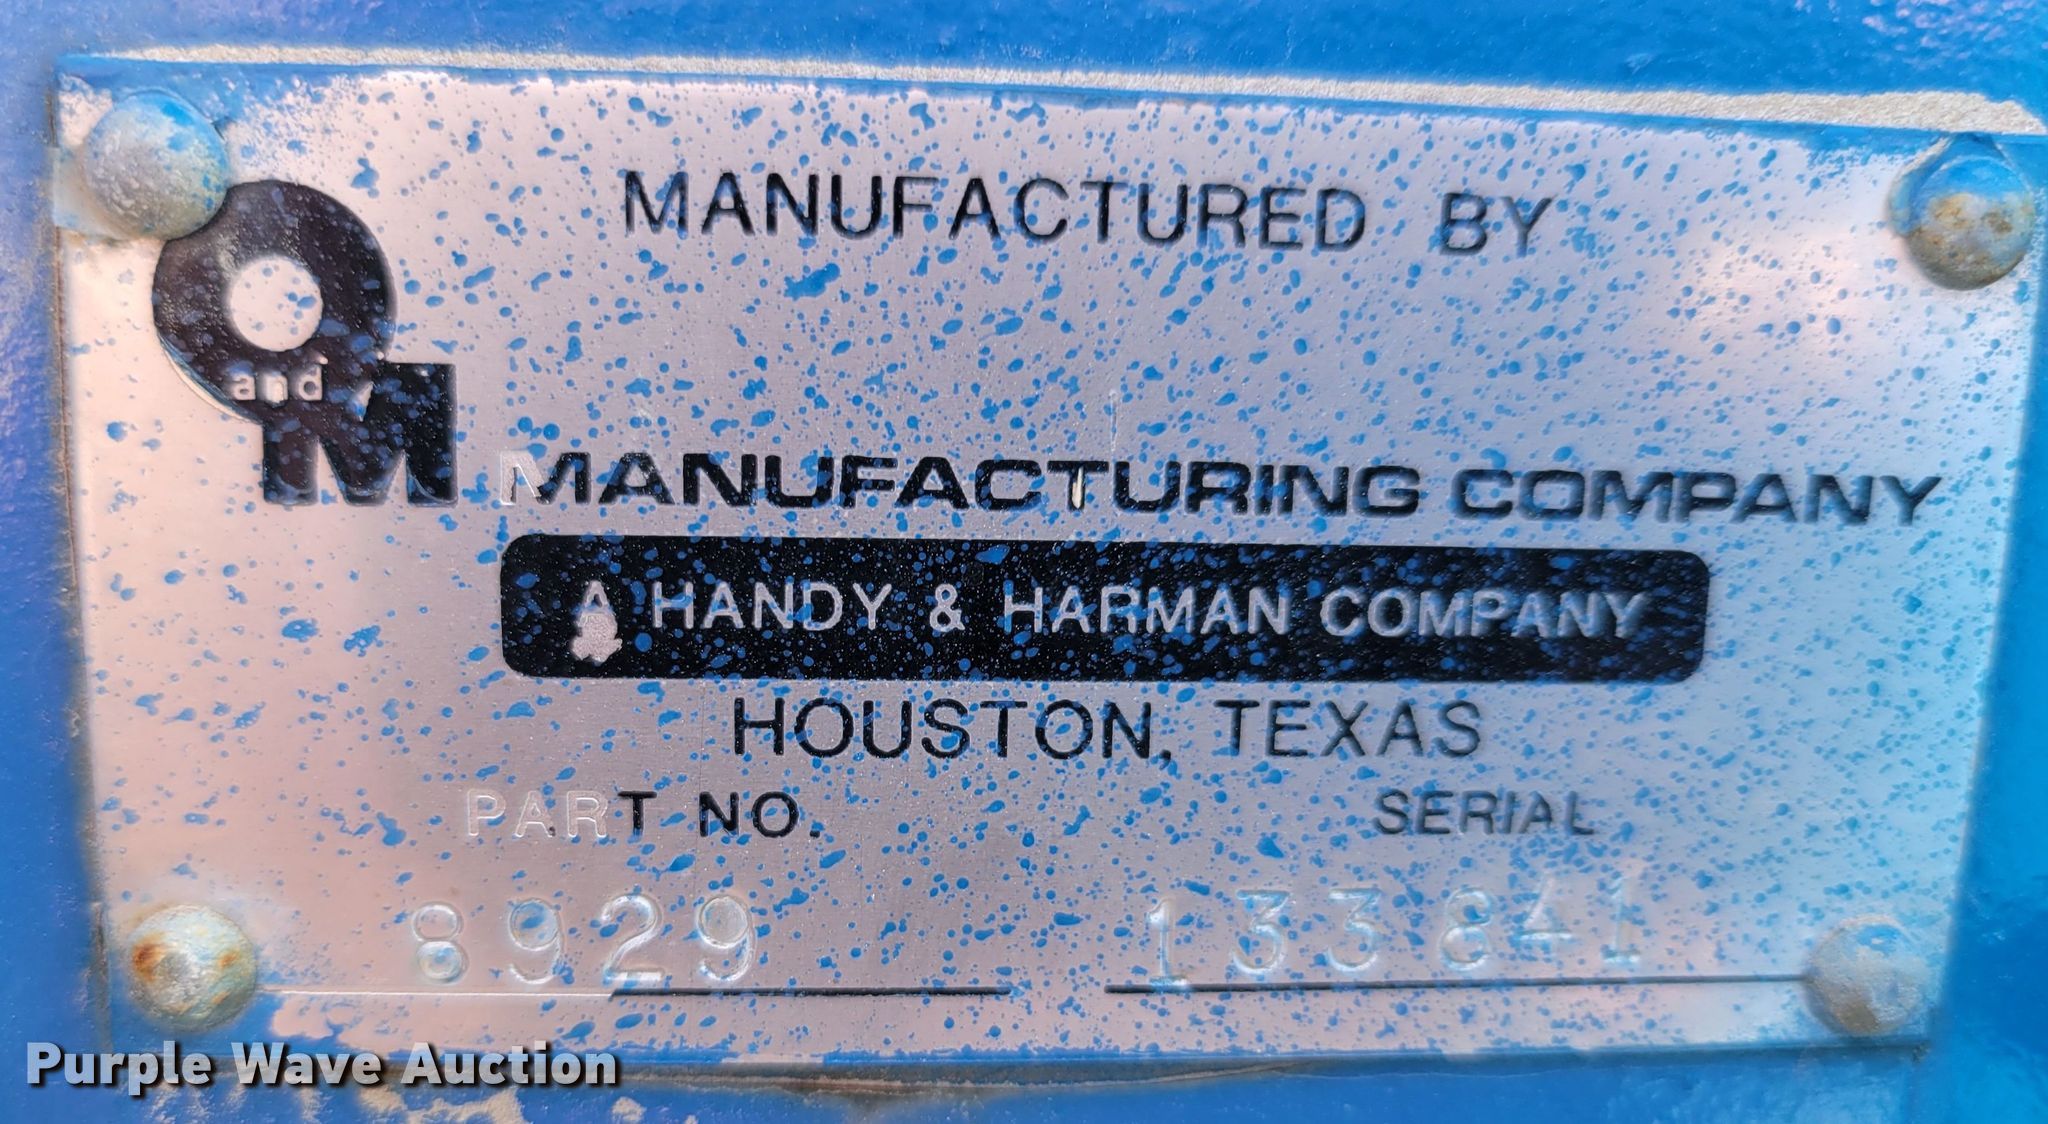 MANUFACTURED BY
O and M
MANUFACTURING COMPANY
A HANDY & HARMAN COMPANY
HOUSTON, TEXAS
PART NO. SERIAL
8929 133841
Purple Wave Auction